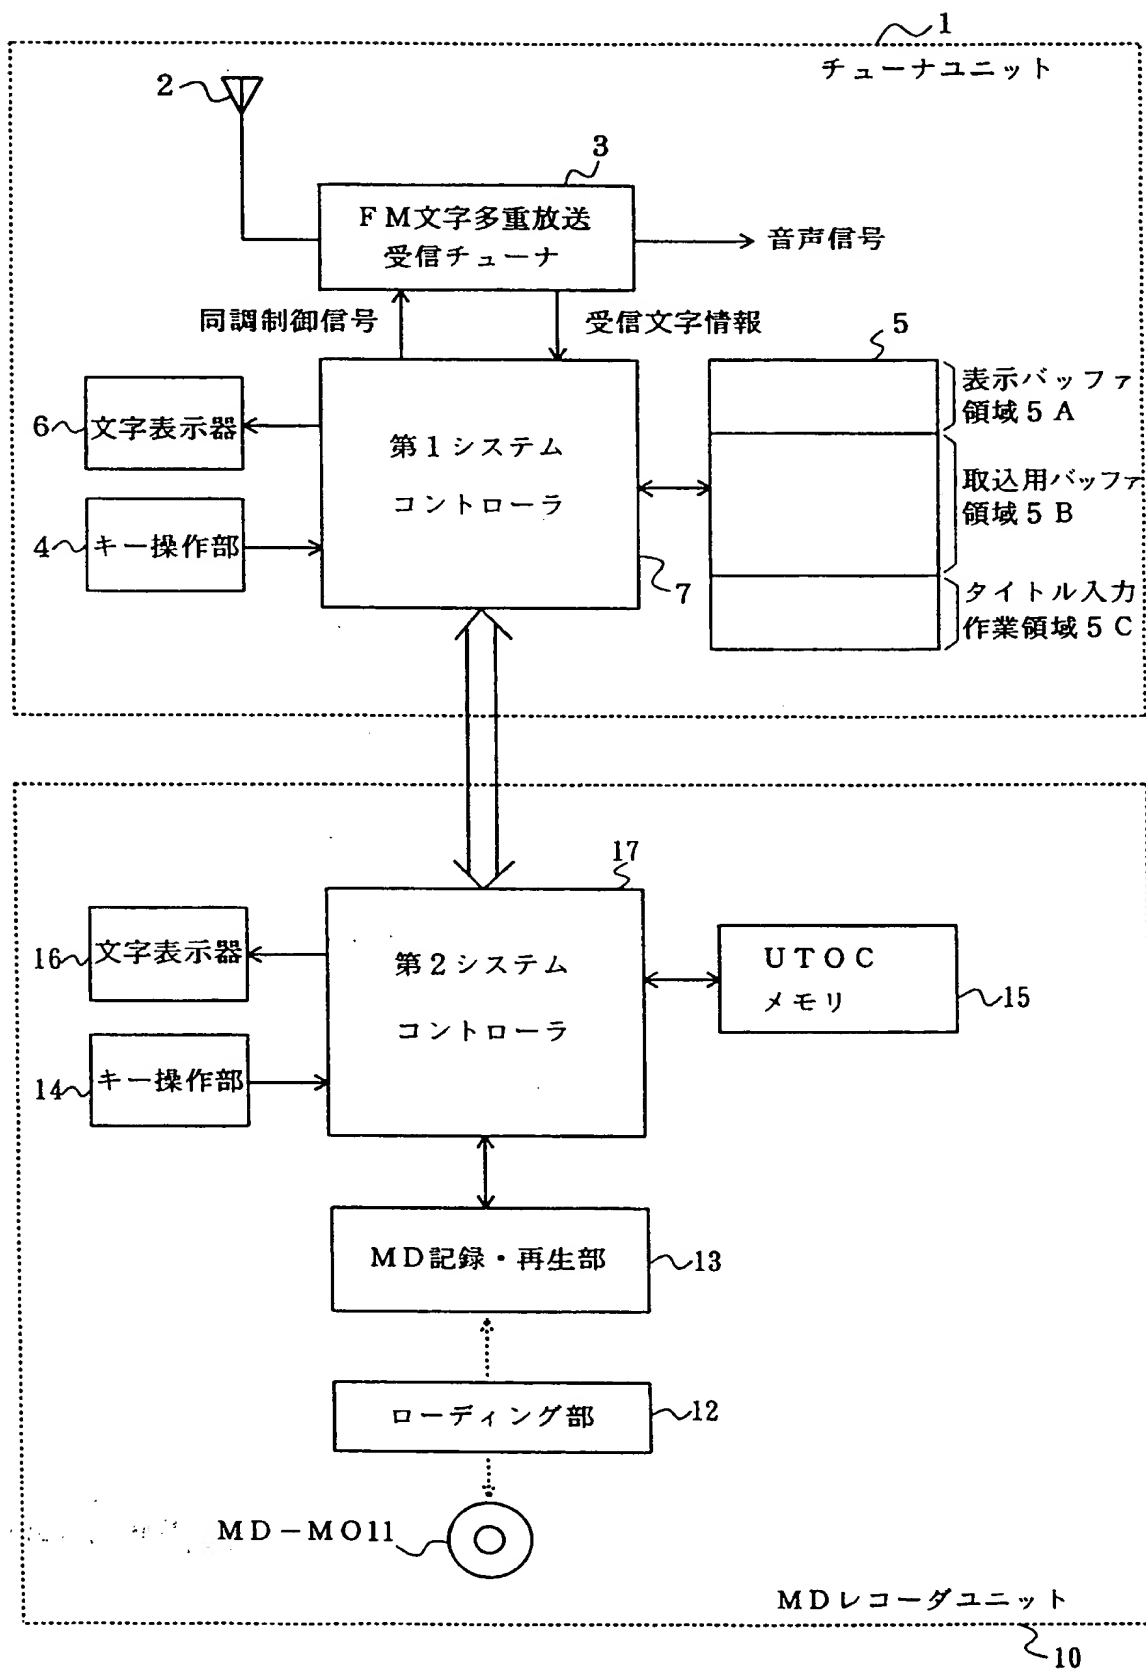 1
チューナユニット
2
3
FM文字多重放送
受信チューナ
音声信号
同調制御信号
受信文字情報
5
表示バッファ
領域5A
6
文字表示器
第1システム
コントローラ
取込用バッファ
領域5B
4
キー操作部
7
タイトル入力
作業領域5C
17
16
文字表示器
第2システム
コントローラ
UTOC
メモリ
15
14
キー操作部
MD記録・再生部
13
ローディング部
12
MD-MO11
MDレコーダユニット
10